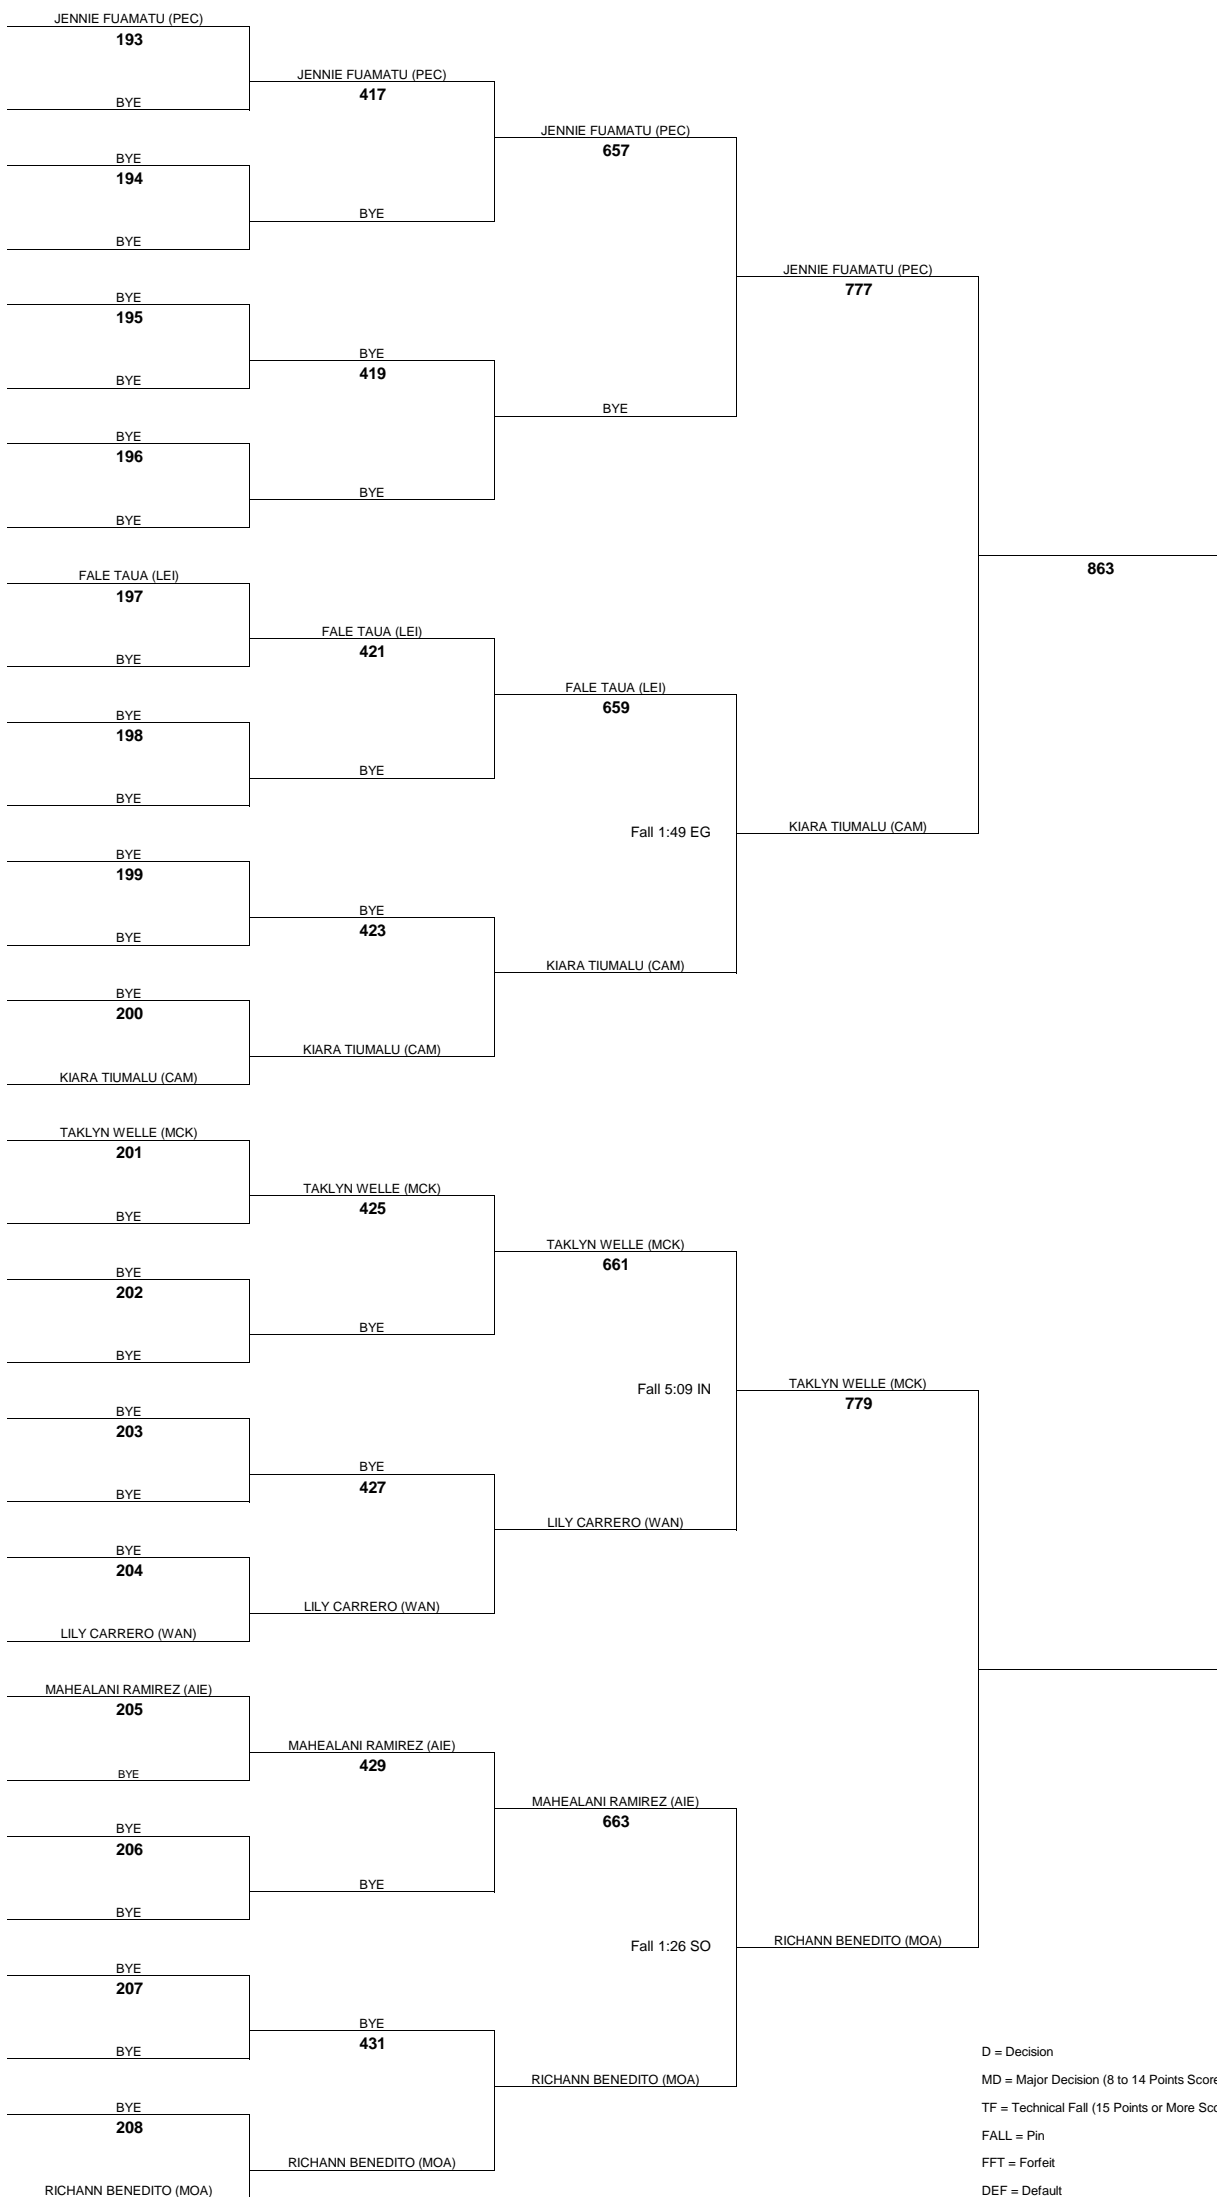 JENNIE FUAMATU (PEC)
193
BYE
JENNIE FUAMATU (PEC)
417
BYE
194
BYE
BYE
JENNIE FUAMATU (PEC)
657
BYE
195
BYE
BYE
419
BYE
196
BYE
BYE
BYE
JENNIE FUAMATU (PEC)
777
FALE TAUA (LEI)
197
BYE
FALE TAUA (LEI)
421
BYE
198
BYE
BYE
FALE TAUA (LEI)
659
BYE
199
BYE
BYE
423
BYE
200
KIARA TIUMALU (CAM)
KIARA TIUMALU (CAM)
KIARA TIUMALU (CAM)
Fall 1:49 EG
KIARA TIUMALU (CAM)
863
TAKLYN WELLE (MCK)
201
BYE
TAKLYN WELLE (MCK)
425
BYE
202
BYE
BYE
TAKLYN WELLE (MCK)
661
BYE
203
BYE
BYE
427
BYE
204
LILY CARRERO (WAN)
LILY CARRERO (WAN)
LILY CARRERO (WAN)
Fall 5:09 IN
TAKLYN WELLE (MCK)
779
MAHEALANI RAMIREZ (AIE)
205
BYE
MAHEALANI RAMIREZ (AIE)
429
BYE
206
BYE
BYE
MAHEALANI RAMIREZ (AIE)
663
BYE
207
BYE
BYE
431
BYE
208
RICHANN BENEDITO (MOA)
RICHANN BENEDITO (MOA)
RICHANN BENEDITO (MOA)
Fall 1:26 SO
RICHANN BENEDITO (MOA)
D = Decision
MD = Major Decision (8 to 14 Points Score
TF = Technical Fall (15 Points or More Sco
FALL = Pin
FFT = Forfeit
DEF = Default